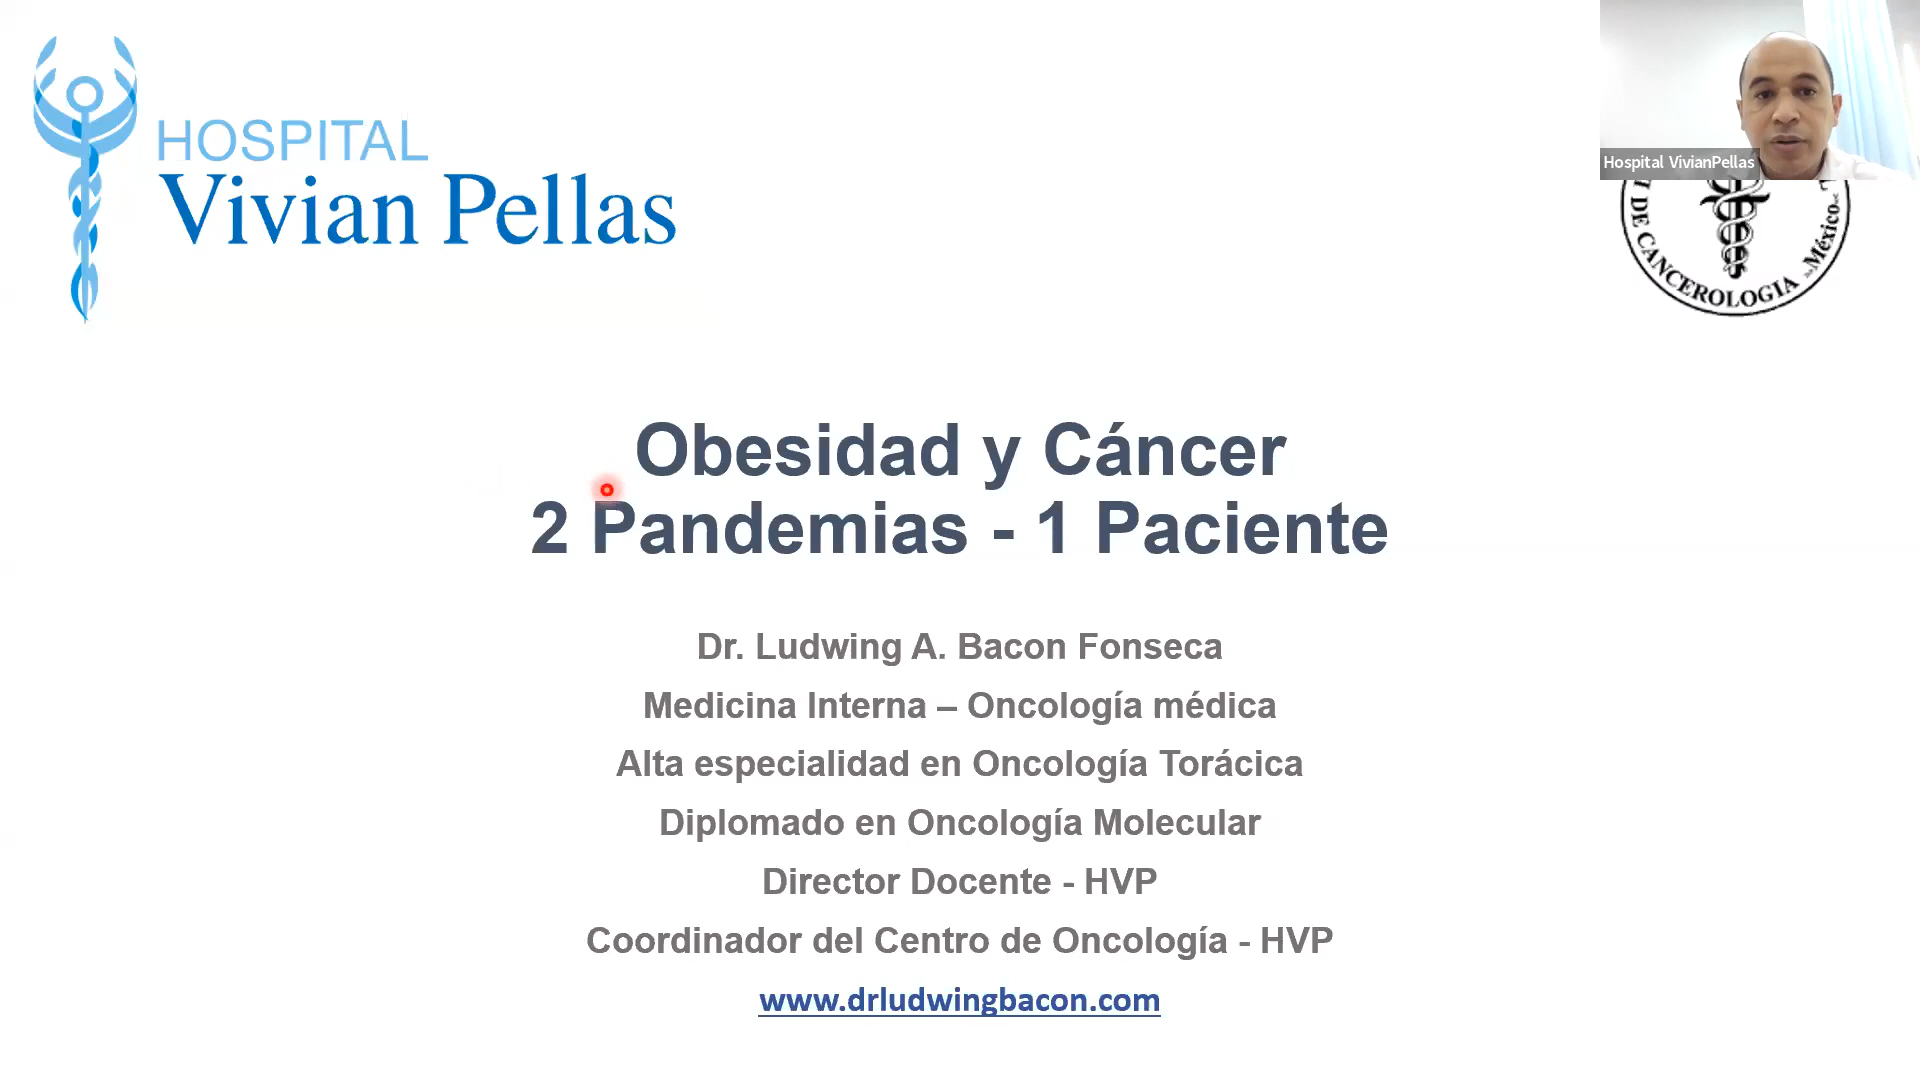 HOSPITAL
Vivian Pellas
Hospital VivianPellas
DE CANCEROLOGIA
México
Obesidad y Cáncer
2 Pandemias - 1 Paciente
Dr. Ludwing A. Bacon Fonseca
Medicina Interna – Oncología médica
Alta especialidad en Oncología Torácica
Diplomado en Oncología Molecular
Director Docente - HVP
Coordinador del Centro de Oncología - HVP
www.drludwingbacon.com